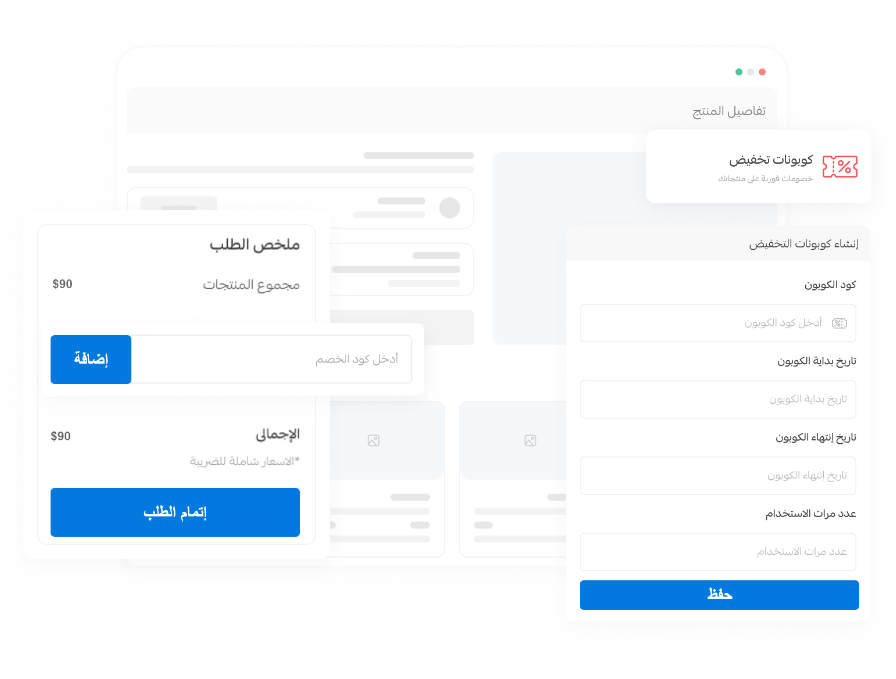 تفاصيل المنتج
كوبونات تخفيض
خصومات فورية على منتجاتك
إنشاء كوبونات التخفيض
كود الكوبون
أدخل كود الكوبون
تاريخ بداية الكوبون
تاريخ بداية الكوبون
تاريخ إنتهاء الكوبون
تاريخ إنتهاء الكوبون
عدد مرات الاستخدام
عدد مرات الاستخدام
حفظ
ملخص الطلب
مجموع المنتجات $90
أدخل كود الخصم إضافة
الإجمالى $90
*الاسعار شاملة للضريبة
إتمام الطلب